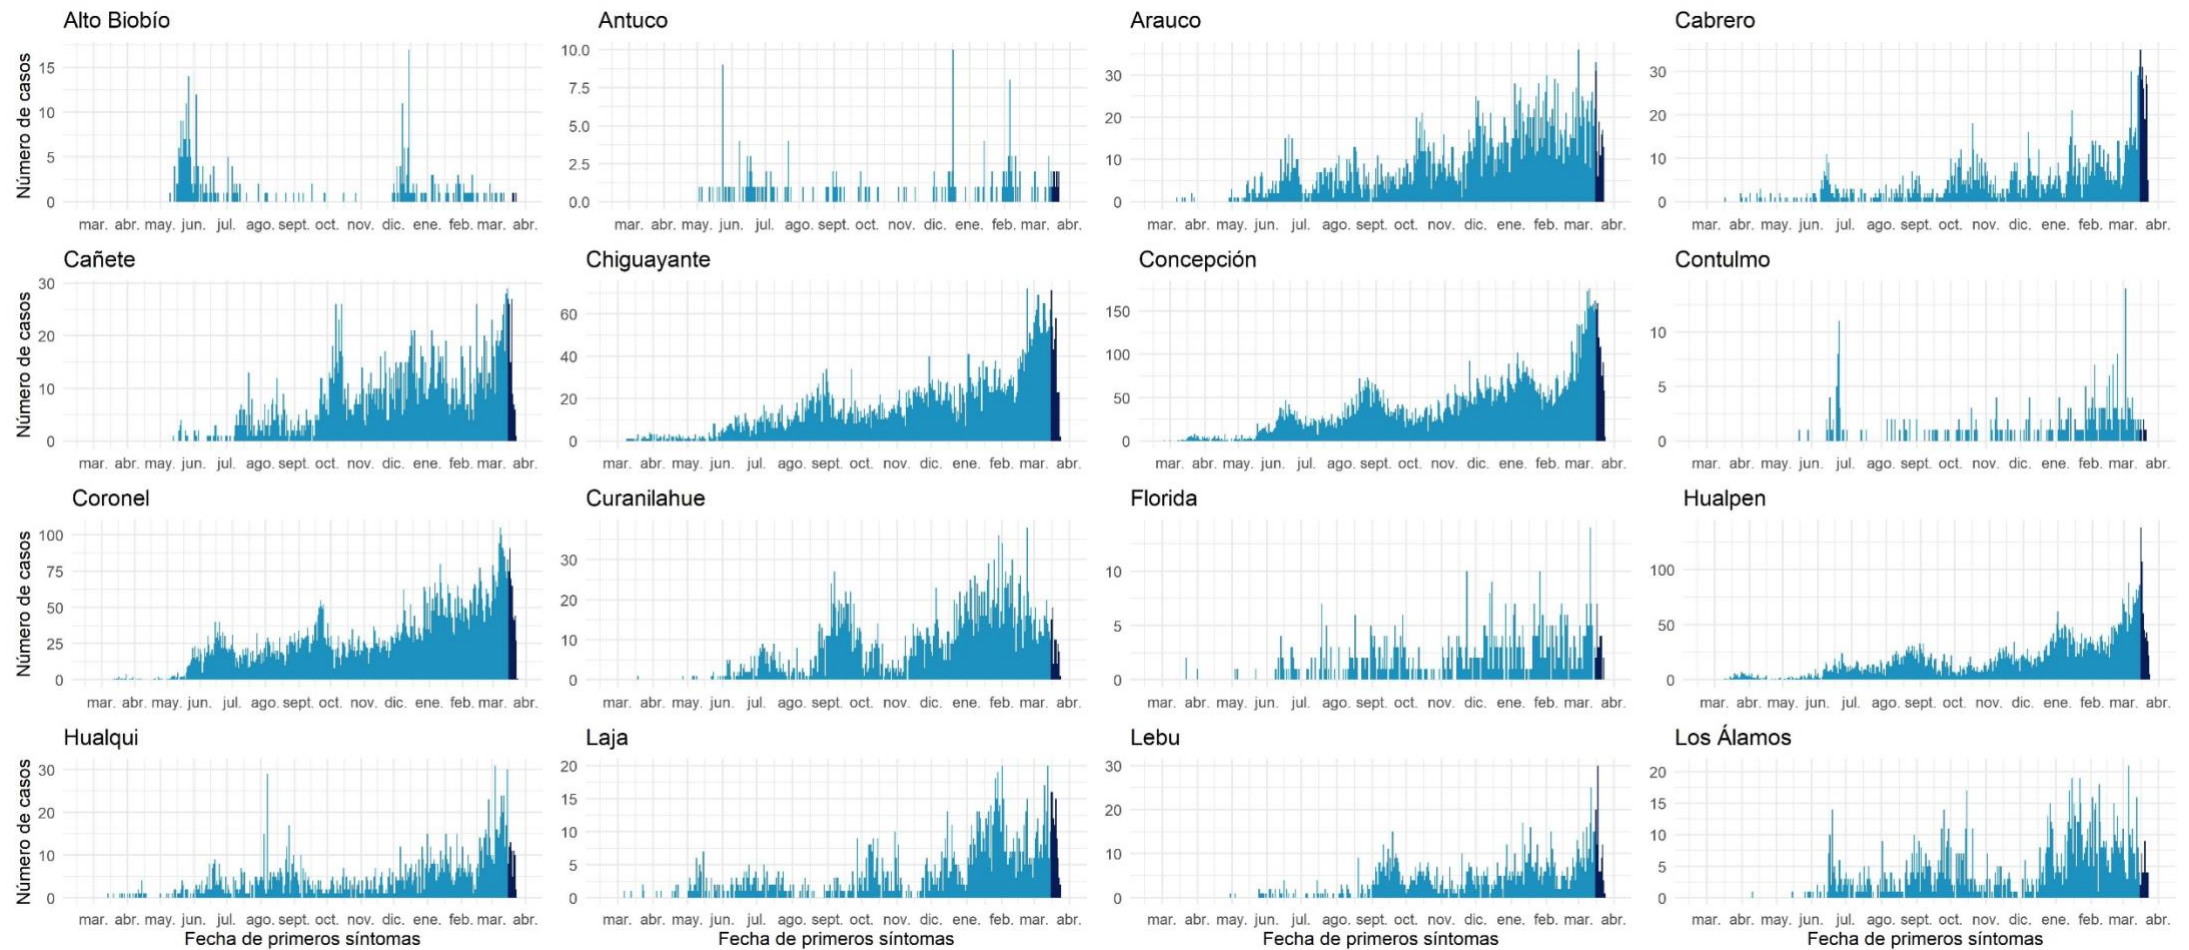 Alto Biobío
Número de casos
15
10
5
0
mar. abr. may. jun. jul. ago. sept. oct. nov. dic. ene. feb. mar. abr.
Antuco
10.0
7.5
5.0
2.5
0.0
mar. abr. may. jun. jul. ago. sept. oct. nov. dic. ene. feb. mar. abr.
Arauco
30
20
10
0
mar. abr. may. jun. jul. ago. sept. oct. nov. dic. ene. feb. mar. abr.
Cabrero
30
20
10
0
mar. abr. may. jun. jul. ago. sept. oct. nov. dic. ene. feb. mar. abr.
Cañete
Número de casos
30
20
10
0
mar. abr. may. jun. jul. ago. sept. oct. nov. dic. ene. feb. mar. abr.
Chiguayante
60
40
20
0
mar. abr. may. jun. jul. ago. sept. oct. nov. dic. ene. feb. mar. abr.
Concepción
150
100
50
0
mar. abr. may. jun. jul. ago. sept. oct. nov. dic. ene. feb. mar. abr.
Contulmo
10
5
0
mar. abr. may. jun. jul. ago. sept. oct. nov. dic. ene. feb. mar. abr.
Coronel
Número de casos
100
75
50
25
0
mar. abr. may. jun. jul. ago. sept. oct. nov. dic. ene. feb. mar. abr.
Curanilahue
30
20
10
0
mar. abr. may. jun. jul. ago. sept. oct. nov. dic. ene. feb. mar. abr.
Florida
10
5
0
mar. abr. may. jun. jul. ago. sept. oct. nov. dic. ene. feb. mar. abr.
Hualpen
100
50
0
mar. abr. may. jun. jul. ago. sept. oct. nov. dic. ene. feb. mar. abr.
Hualqui
Número de casos
30
20
10
0
mar. abr. may. jun. jul. ago. sept. oct. nov. dic. ene. feb. mar. abr.
Fecha de primeros síntomas
Laja
20
15
10
5
0
mar. abr. may. jun. jul. ago. sept. oct. nov. dic. ene. feb. mar. abr.
Fecha de primeros síntomas
Lebu
30
20
10
0
mar. abr. may. jun. jul. ago. sept. oct. nov. dic. ene. feb. mar. abr.
Fecha de primeros síntomas
Los Álamos
20
15
10
5
0
mar. abr. may. jun. jul. ago. sept. oct. nov. dic. ene. feb. mar. abr.
Fecha de primeros síntomas